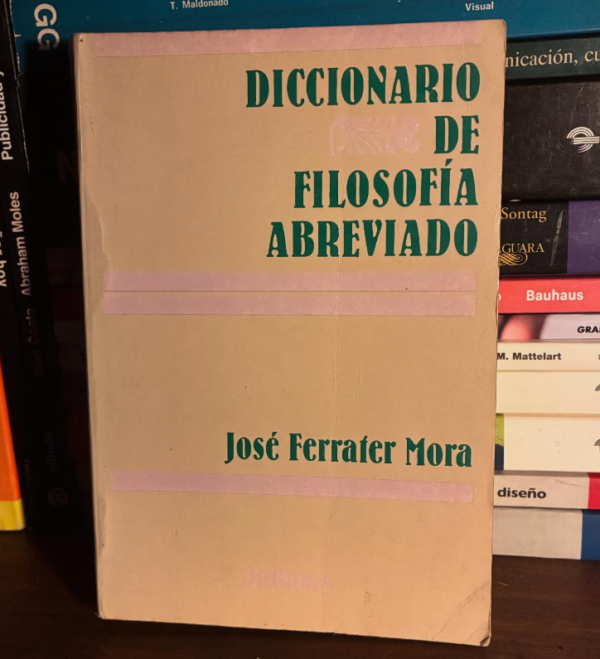 T. Maldonado
Visual
GG
Publicidad y
Abraham Moles
DICCIONARIO
DE
FILOSOFÍA
ABREVIADO
José Ferrater Mora
nicación, cu
Sontag
GUARA
Bauhaus
GRA
M. Mattelart
diseño